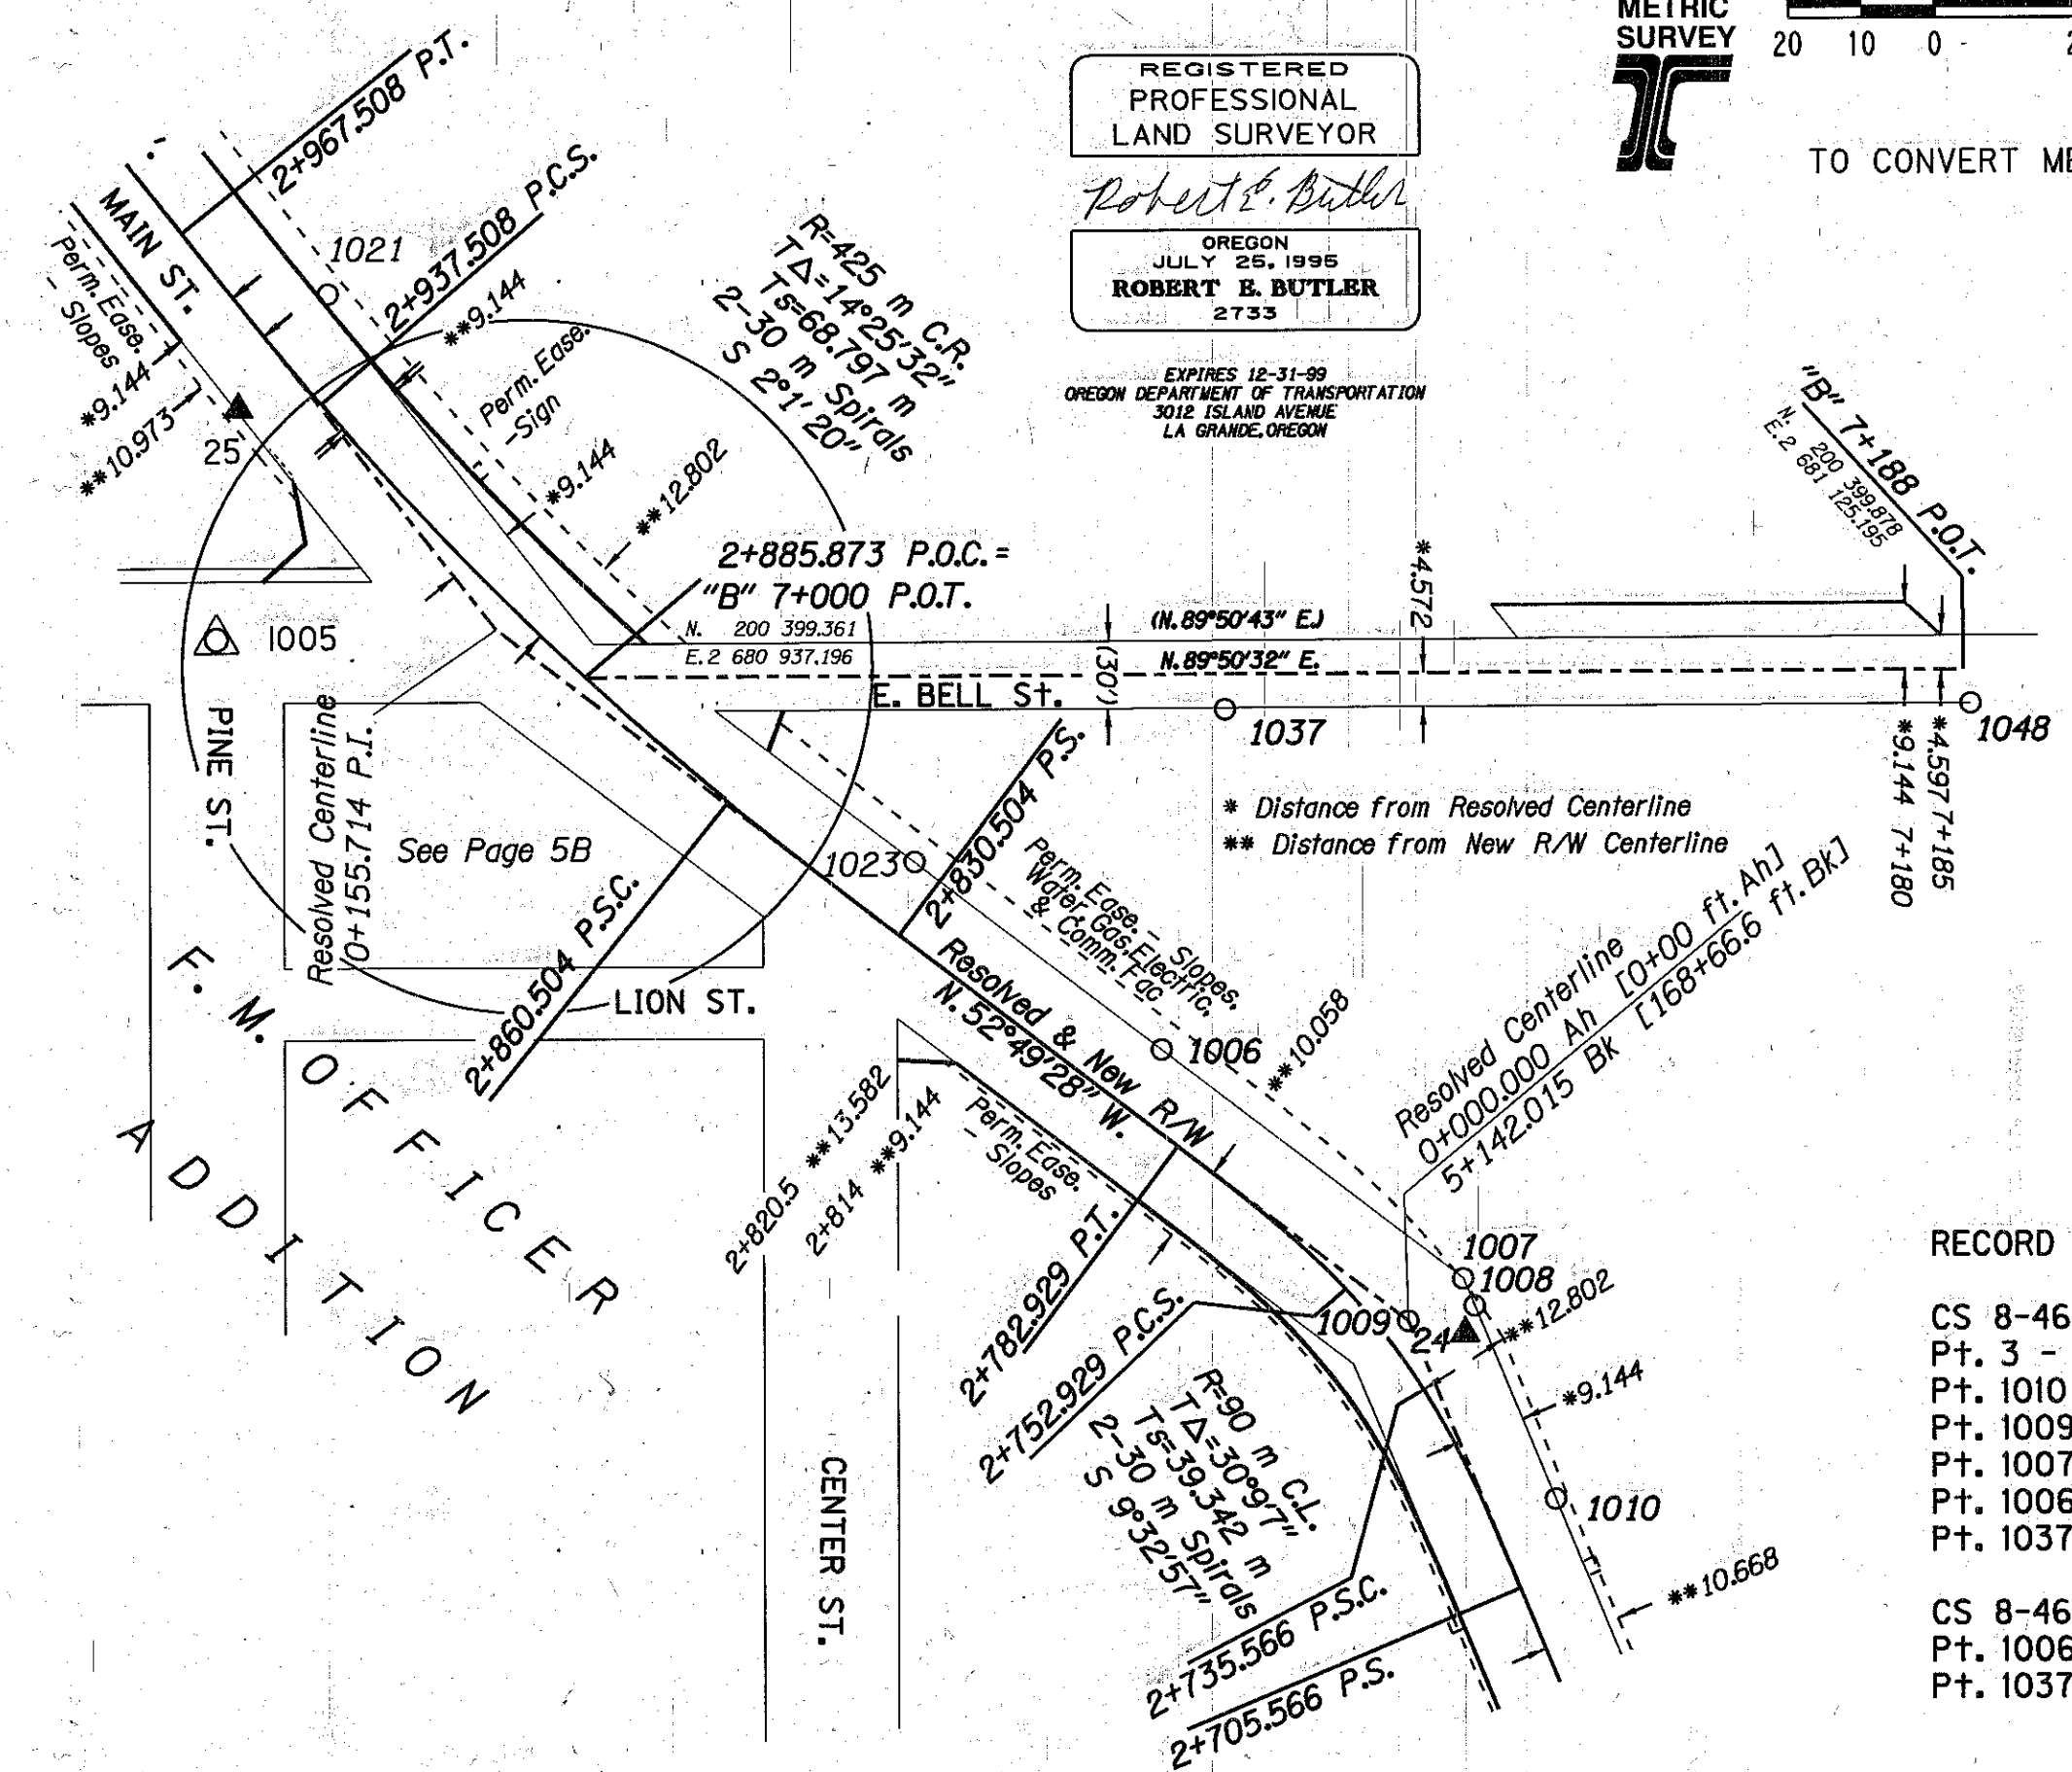 METRIC
SURVEY
20 10 0
TO CONVERT ME
REGISTERED
PROFESSIONAL
LAND SURVEYOR
Robert E. Butler
OREGON
JULY 25, 1995
ROBERT E. BUTLER
2733
EXPIRES 12-31-99
OREGON DEPARTMENT OF TRANSPORTATION
3012 ISLAND AVENUE
LA GRANDE, OREGON
2+967.508 P.T.
MAIN ST.
Perm. Ease.
- Slopes
*9.144
**10.973
25
1021
2+937.508 P.C.S.
**9.144
Perm. Ease.
-Sign
*9.144
**12.802
R=425 m C.R.
T∆=14°25'32"
Ts=68.797 m
2-30 m Spirals
S 2°1'20"
2+885.873 P.O.C. =
"B" 7+000 P.O.T.
N. 200 399.361
E. 2 680 937.196
(N. 89°50'43" E.)
N. 89°50'32" E.
(30')
*4.572
E. BELL St.
1037
"B" 7+188 P.O.T.
N. 200 399.878
E. 2 681 125.195
1048
*4.597 7+185
*9.144 7+180
1005
PINE ST.
Resolved Centerline
0+155.714 P.I.
See Page 5B
* Distance from Resolved Centerline
** Distance from New R/W Centerline
1023
2+830.504 P.S.
2+860.504 P.S.C.
LION ST.
Perm. Ease. - Slopes,
Water, Gas, Electric,
& Comm. Fac.
Resolved & New R/W
N. 52°49'28" W.
1006
**10.058
Resolved Centerline
0+000.000 Ah [0+00 ft. Ah]
5+142.015 Bk [168+66.6 ft. Bk]
F. M. OFFICER
ADDITION
2+820.5 **13.582
2+814 **9.144
Perm. Ease.
- Slopes
2+782.929 P.T.
2+752.929 P.C.S.
1007
1008
1009
24
**12.802
*9.144
1010
**10.668
R=90 m C.L.
T∆=30°9'7"
Ts=39.342 m
2-30 m Spirals
S 9°32'57"
2+735.566 P.S.C.
2+705.566 P.S.
CENTER ST.
RECORD
CS 8-46
Pt. 3 -
Pt. 1010
Pt. 1009
Pt. 1007
Pt. 1006
Pt. 1037
CS 8-46
Pt. 1006
Pt. 1037